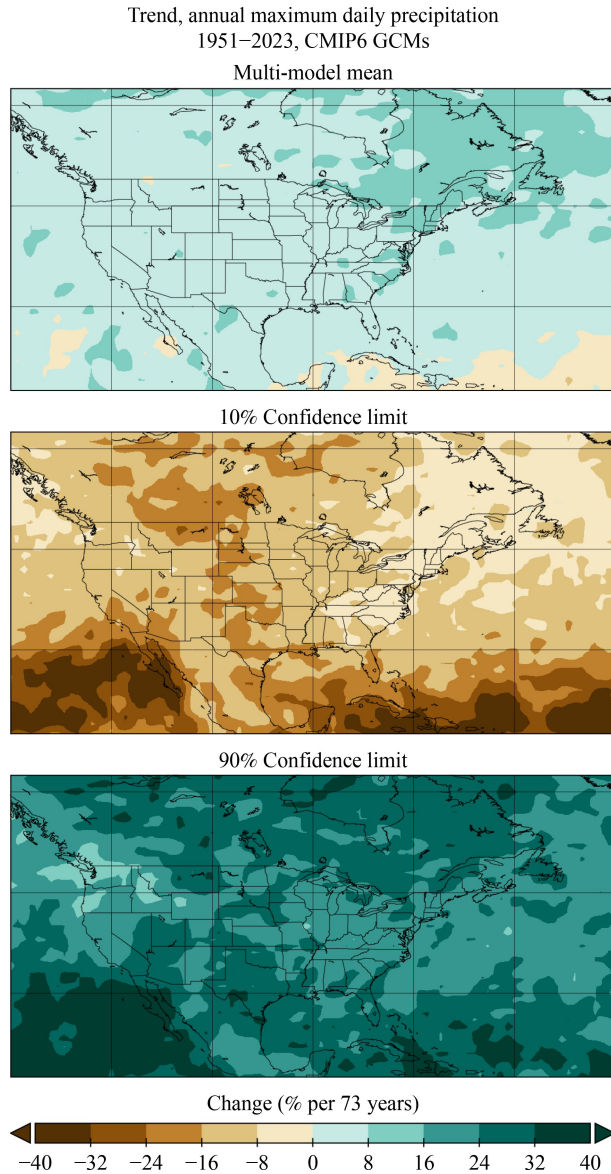 Trend, annual maximum daily precipitation
1951−2023, CMIP6 GCMs
Multi-model mean
10% Confidence limit
90% Confidence limit
Change (% per 73 years)
−40 −32 −24 −16 −8 0 8 16 24 32 40